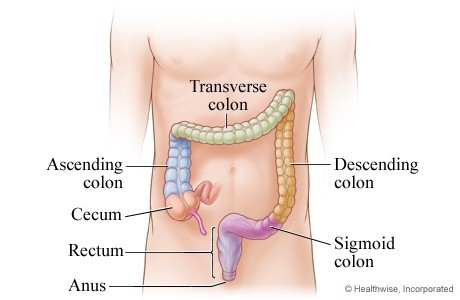 Transverse
colon
Ascending
colon
Descending
colon
Cecum
Rectum
Sigmoid
colon
Anus
© Healthwise, Incorporated